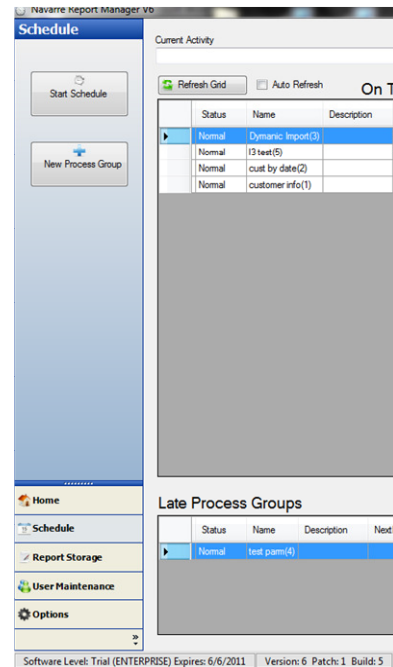 Navarre Report Manager V6
Schedule
Current Activity
Start Schedule
Refresh Grid
Auto Refresh
On T
New Process Group
Status Name Description
Normal Dymanic Import(3)
Normal I3 test(5)
Normal cust by date(2)
Normal customer info(1)
Home
Schedule
Report Storage
User Maintenance
Options
»
Late Process Groups
Status Name Description Next
Normal test parm(4)
Software Level: Trial (ENTERPRISE) Expires: 6/6/2011 Version: 6 Patch: 1 Build: 5